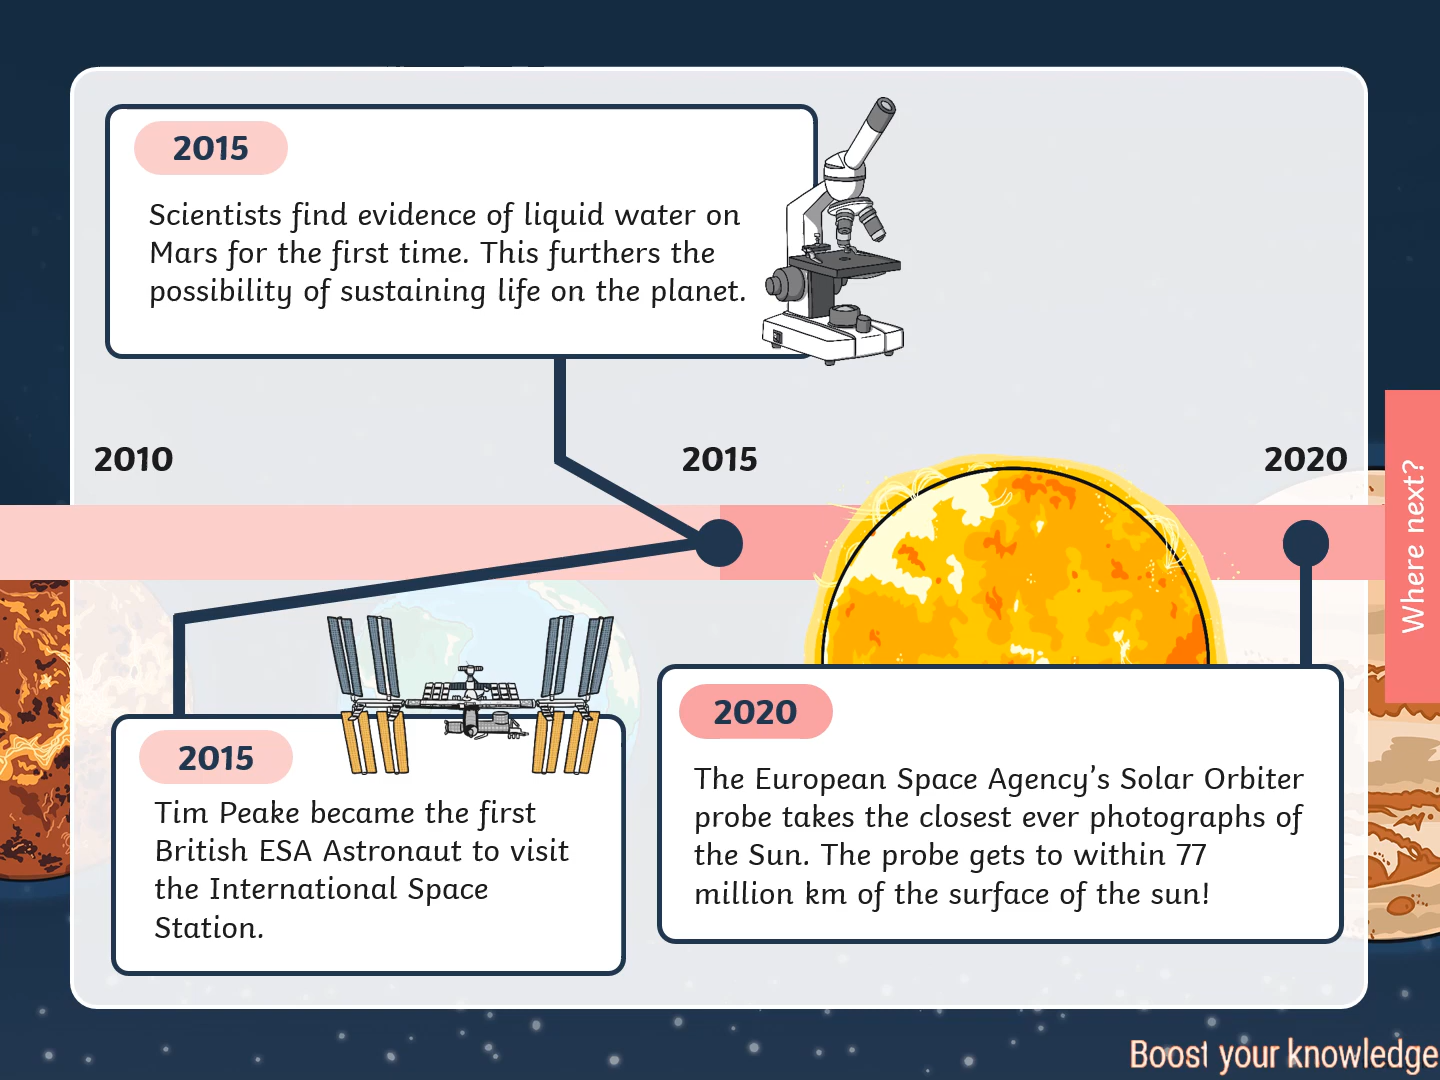 2015
Scientists find evidence of liquid water on
Mars for the first time. This furthers the
possibility of sustaining life on the planet.
2010
2015
2020
Where next?
2015
Tim Peake became the first
British ESA Astronaut to visit
the International Space
Station.
2020
The European Space Agency’s Solar Orbiter
probe takes the closest ever photographs of
the Sun. The probe gets to within 77
million km of the surface of the sun!
Boost your knowledge